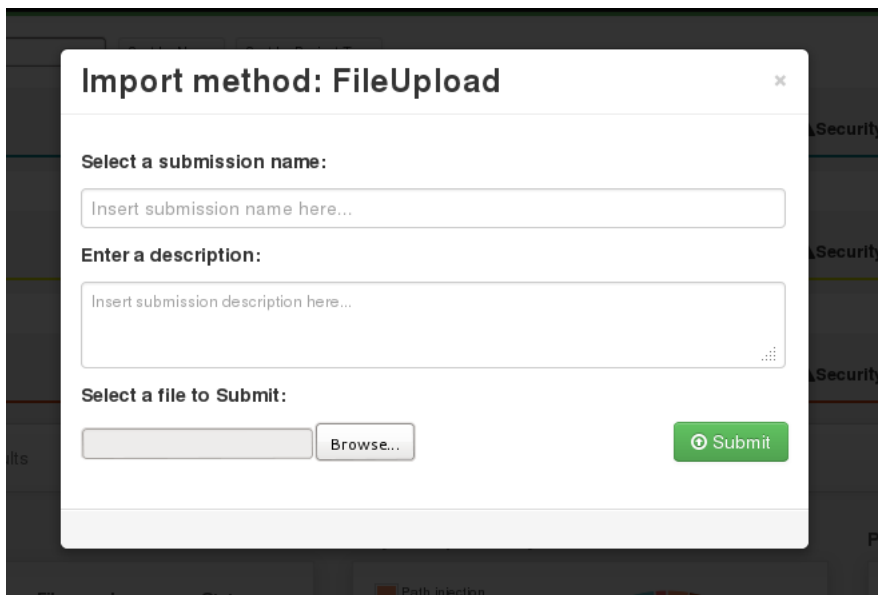 Import method: FileUpload
×
Security
Select a submission name:
Insert submission name here...
Enter a description:
Security
Insert submission description here...
Security
Select a file to Submit:
Browse...
Submit
Path injection